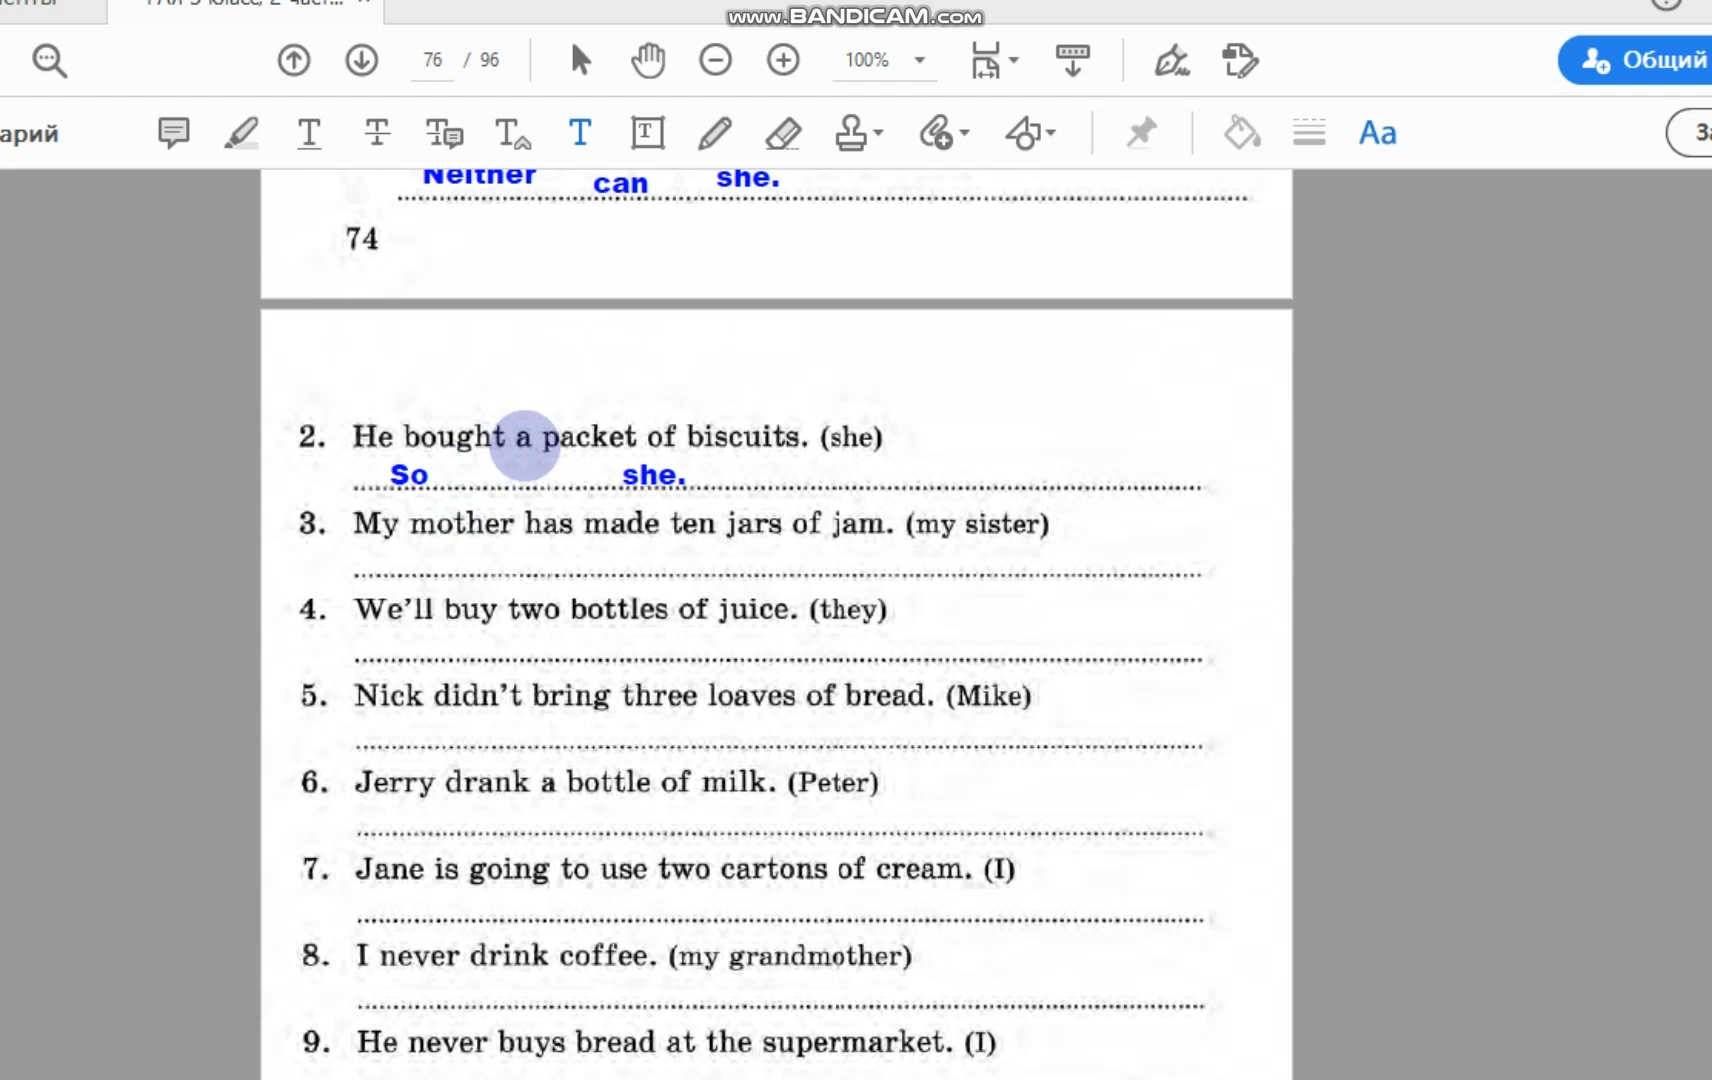 www.BANDICAM.com
76 / 96
100%
Общий
арий
T T T T T T
Aa
За
Neither can she.
74
2. He bought a packet of biscuits. (she)
So she.
3. My mother has made ten jars of jam. (my sister)
4. We'll buy two bottles of juice. (they)
5. Nick didn't bring three loaves of bread. (Mike)
6. Jerry drank a bottle of milk. (Peter)
7. Jane is going to use two cartons of cream. (I)
8. I never drink coffee. (my grandmother)
9. He never buys bread at the supermarket. (I)